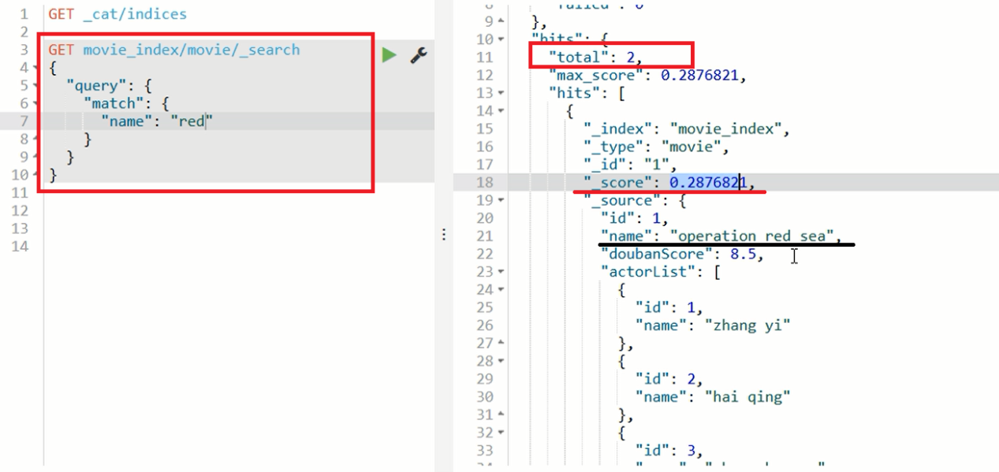 1 GET _cat/indices
2
3 GET movie_index/movie/_search
4 {
5 "query": {
6 "match": {
7 "name": "red"
8 }
9 }
10 }
11
12
13
14
8 "failed": 0
9 },
10 "hits": {
11 "total": 2,
12 "max_score": 0.2876821,
13 "hits": [
14 {
15 "_index": "movie_index",
16 "_type": "movie",
17 "_id": "1",
18 "_score": 0.2876821,
19 "_source": {
20 "id": 1,
21 "name": "operation red sea",
22 "doubanScore": 8.5,
23 "actorList": [
24 {
25 "id": 1,
26 "name": "zhang yi"
27 },
28 {
29 "id": 2,
30 "name": "hai qing"
31 },
32 {
33 "id": 3,